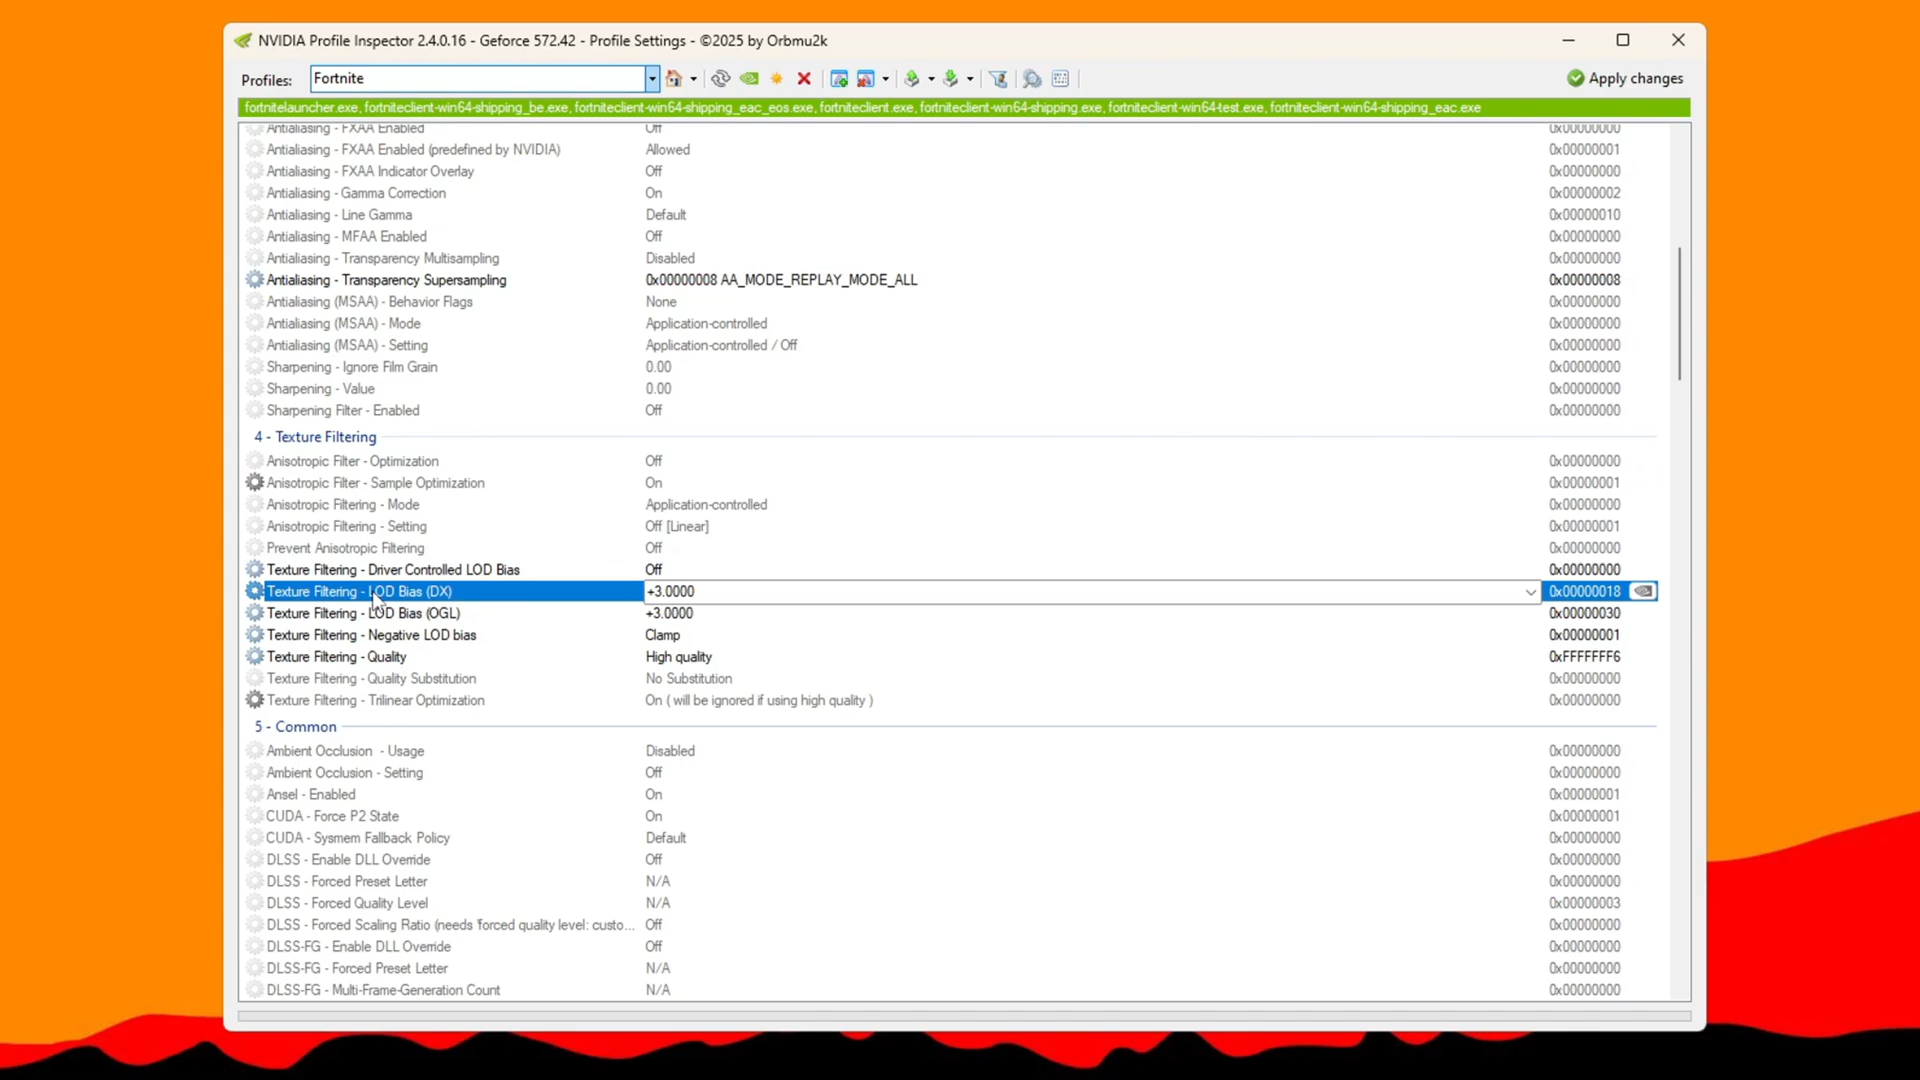 NVIDIA Profile Inspector 2.4.0.16 - Geforce 572.42 - Profile Settings - ©2025 by Orbmu2k
Profiles: Fortnite Apply changes
fortnitelauncher.exe, fortniteclient-win64-shipping_be.exe, fortniteclient-win64-shipping_eac_eos.exe, fortniteclient.exe, fortniteclient-win64-shipping.exe, fortniteclient-win64-test.exe, fortniteclient-win64-shipping_eac.exe
Antialiasing - FXAA Enabled Off 0x00000000
Antialiasing - FXAA Enabled (predefined by NVIDIA) Allowed 0x00000001
Antialiasing - FXAA Indicator Overlay Off 0x00000000
Antialiasing - Gamma Correction On 0x00000002
Antialiasing - Line Gamma Default 0x00000010
Antialiasing - MFAA Enabled Off 0x00000000
Antialiasing - Transparency Multisampling Disabled 0x00000000
Antialiasing - Transparency Supersampling 0x00000008 AA_MODE_REPLAY_MODE_ALL 0x00000008
Antialiasing (MSAA) - Behavior Flags None 0x00000000
Antialiasing (MSAA) - Mode Application-controlled 0x00000000
Antialiasing (MSAA) - Setting Application-controlled / Off 0x00000000
Sharpening - Ignore Film Grain 0.00 0x00000000
Sharpening - Value 0.00 0x00000000
Sharpening Filter - Enabled Off 0x00000000
4 - Texture Filtering
Anisotropic Filter - Optimization Off 0x00000000
Anisotropic Filter - Sample Optimization On 0x00000001
Anisotropic Filtering - Mode Application-controlled 0x00000000
Anisotropic Filtering - Setting Off [Linear] 0x00000001
Prevent Anisotropic Filtering Off 0x00000000
Texture Filtering - Driver Controlled LOD Bias Off 0x00000000
Texture Filtering - LOD Bias (DX) +3.0000 0x00000018
Texture Filtering - LOD Bias (OGL) +3.0000 0x00000030
Texture Filtering - Negative LOD bias Clamp 0x00000001
Texture Filtering - Quality High quality 0xFFFFFFF6
Texture Filtering - Quality Substitution No Substitution 0x00000000
Texture Filtering - Trilinear Optimization On ( will be ignored if using high quality ) 0x00000000
5 - Common
Ambient Occlusion - Usage Disabled 0x00000000
Ambient Occlusion - Setting Off 0x00000000
Ansel - Enabled On 0x00000001
CUDA - Force P2 State On 0x00000001
CUDA - Sysmem Fallback Policy Default 0x00000000
DLSS - Enable DLL Override Off 0x00000000
DLSS - Forced Preset Letter N/A 0x00000000
DLSS - Forced Quality Level N/A 0x00000003
DLSS - Forced Scaling Ratio (needs 'forced quality level: custo... Off 0x00000000
DLSS-FG - Enable DLL Override Off 0x00000000
DLSS-FG - Forced Preset Letter N/A 0x00000000
DLSS-FG - Multi-Frame-Generation Count N/A 0x00000000